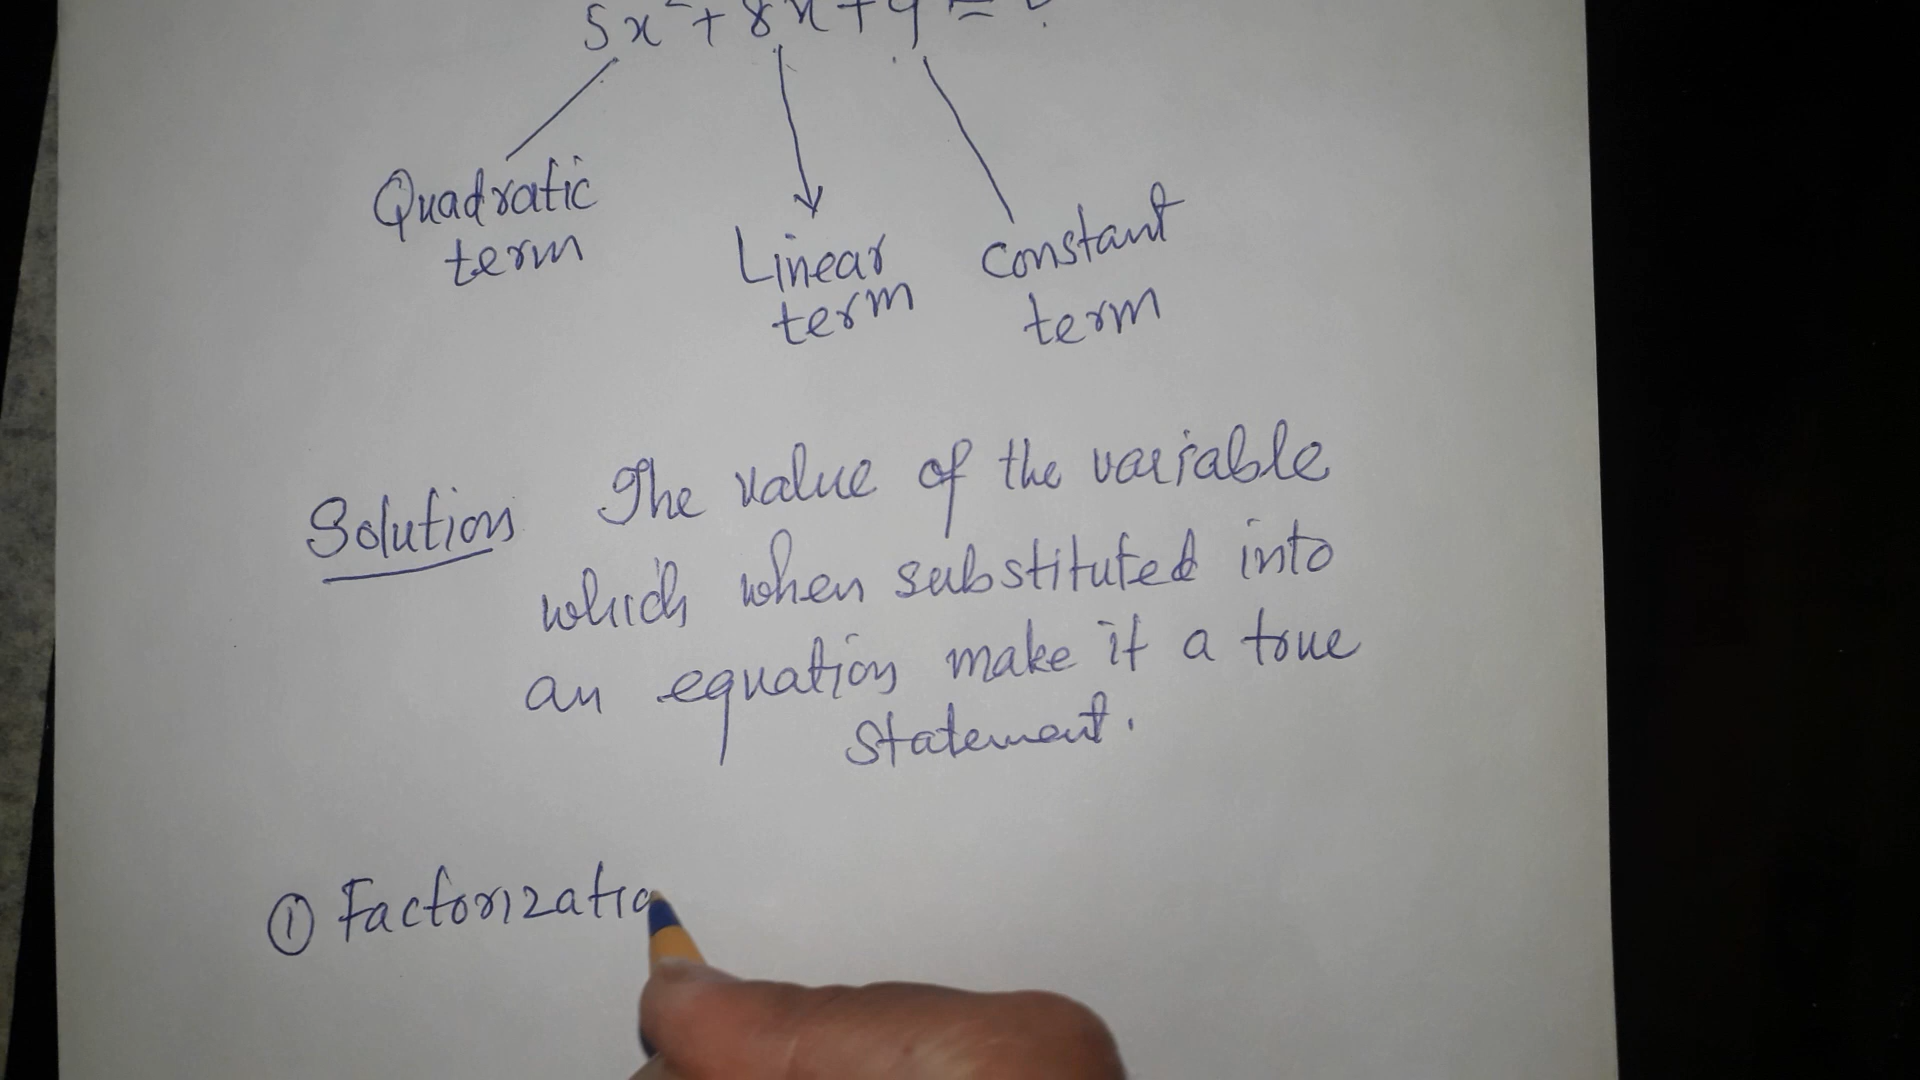 5x² + 8x + 9 =
Quadratic
term
Linear
term
constant
term
Solution The value of the variable
which when substituted into
an equation make it a true
statement.
① Factorizatio